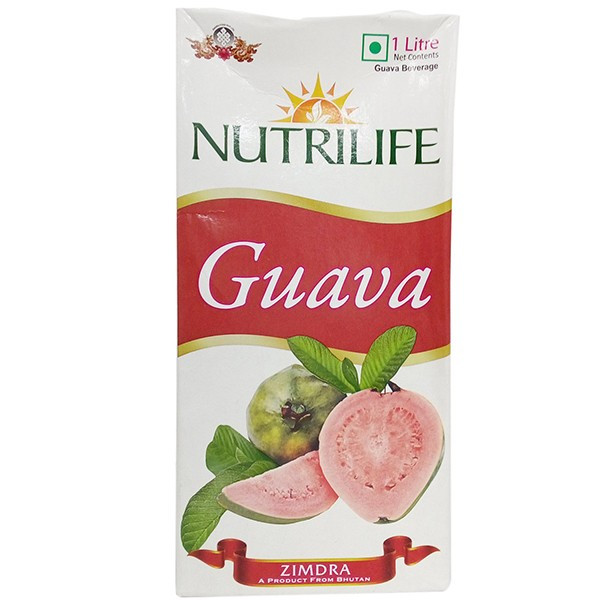 1 Litre
Net Contents
Guava Beverage
NUTRILIFE
Guava
ZIMDRA
A PRODUCT FROM BHUTAN